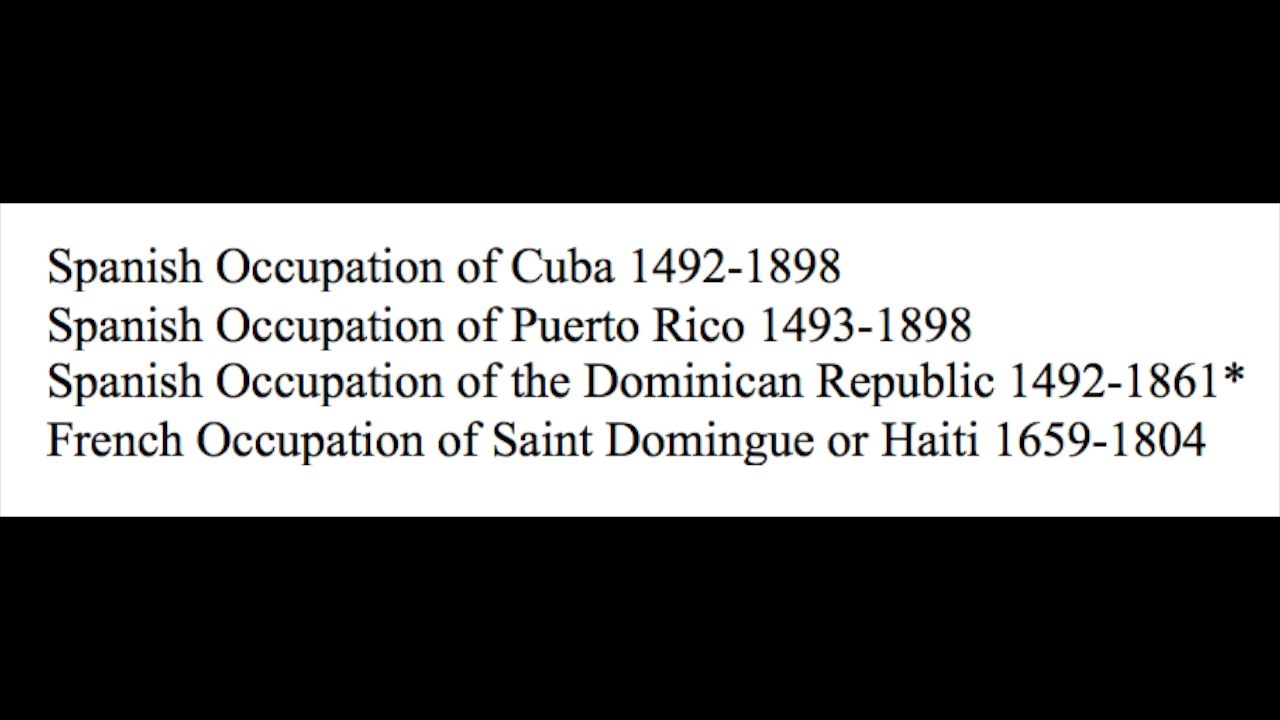 Spanish Occupation of Cuba 1492-1898
Spanish Occupation of Puerto Rico 1493-1898
Spanish Occupation of the Dominican Republic 1492-1861*
French Occupation of Saint Domingue or Haiti 1659-1804